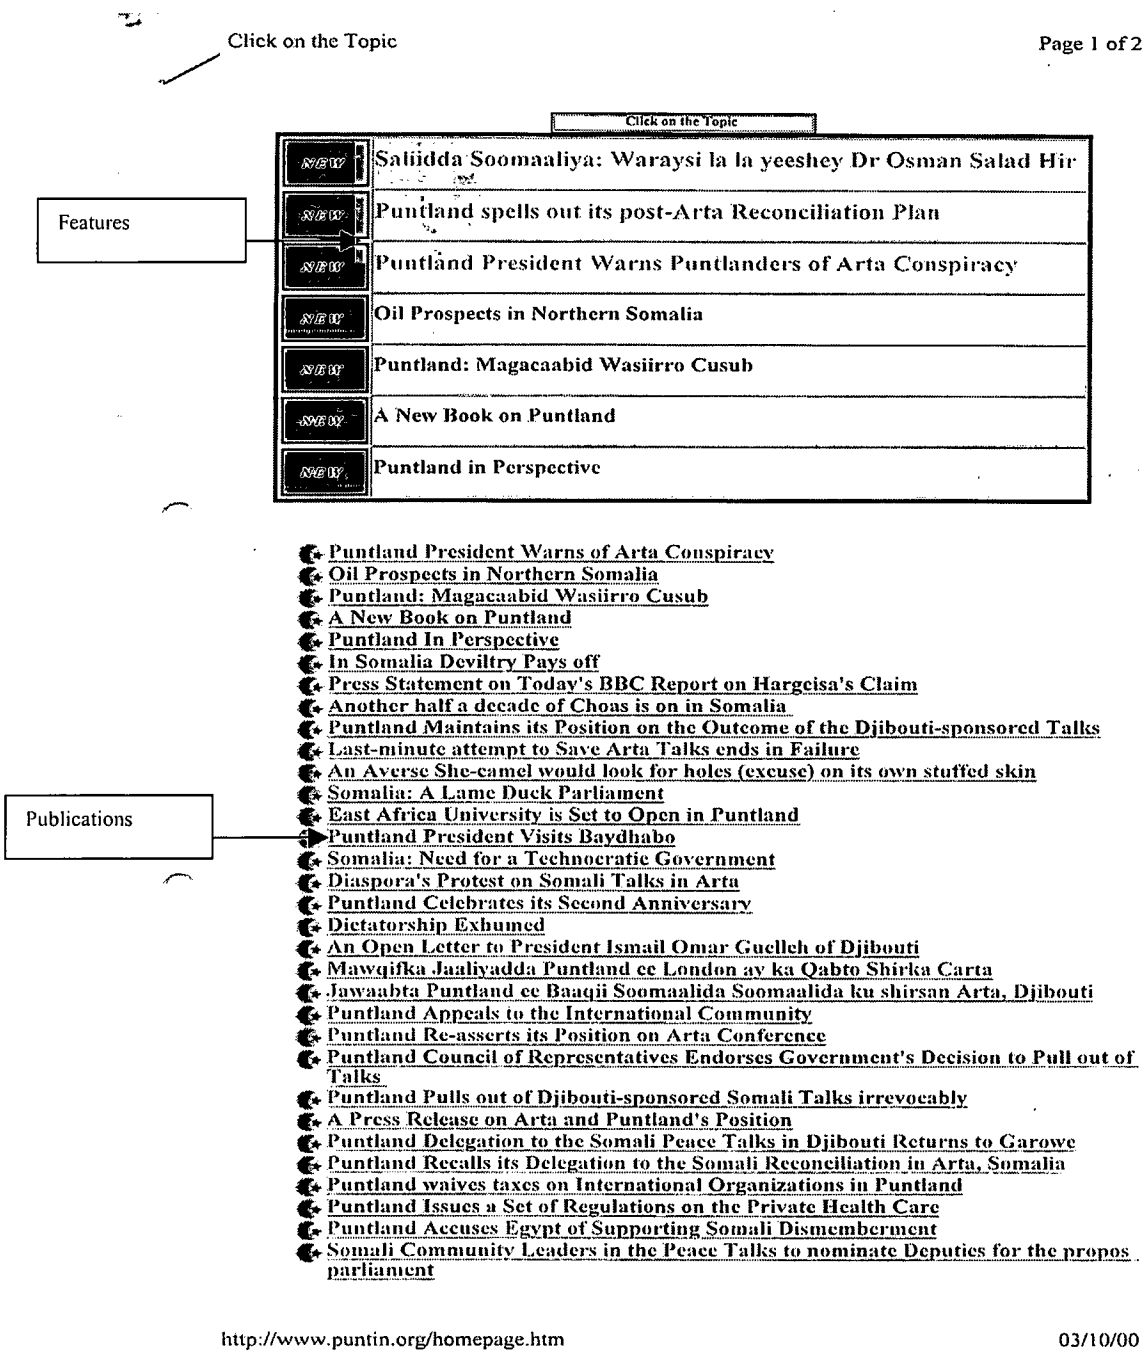 Click on the Topic
Page 1 of 2
Click on the Topic
NEW Saliidda Soomaaliya: Waraysi la la yeeshey Dr Osman Salad Hir
Features
NEW Puntland spells out its post-Arta Reconciliation Plan
NEW Puntland President Warns Puntlanders of Arta Conspiracy
NEW Oil Prospects in Northern Somalia
NEW Puntland: Magacaabid Wasiirro Cusub
NEW A New Book on Puntland
NEW Puntland in Perspective
Puntland President Warns of Arta Conspiracy
Oil Prospects in Northern Somalia
Puntland: Magacaabid Wasiirro Cusub
A New Book on Puntland
Puntland In Perspective
In Somalia Deviltry Pays off
Press Statement on Today's BBC Report on Hargeisa's Claim
Another half a decade of Choas is on in Somalia
Puntland Maintains its Position on the Outcome of the Djibouti-sponsored Talks
Last-minute attempt to Save Arta Talks ends in Failure
An Averse She-camel would look for holes (excuse) on its own stuffed skin
Somalia: A Lame Duck Parliament
East Africa University is Set to Open in Puntland
Publications
Puntland President Visits Baydhabo
Somalia: Need for a Technocratic Government
Diaspora's Protest on Somali Talks in Arta
Puntland Celebrates its Second Anniversary
Dictatorship Exhumed
An Open Letter to President Ismail Omar Guelleh of Djibouti
Mawqifka Jaaliyadda Puntland ee London ay ka Qabto Shirka Carta
Jawaabta Puntland ee Baaqii Soomaalida Soomaalida ku shirsan Arta, Djibouti
Puntland Appeals to the International Community
Puntland Re-asserts its Position on Arta Conference
Puntland Council of Representatives Endorses Government's Decision to Pull out of
Talks
Puntland Pulls out of Djibouti-sponsored Somali Talks irrevocably
A Press Release on Arta and Puntland's Position
Puntland Delegation to the Somali Peace Talks in Djibouti Returns to Garowe
Puntland Recalls its Delegation to the Somali Reconciliation in Arta, Somalia
Puntland waives taxes on International Organizations in Puntland
Puntland Issues a Set of Regulations on the Private Health Care
Puntland Accuses Egypt of Supporting Somali Dismemberment
Somali Community Leaders in the Peace Talks to nominate Deputies for the propos
parliament
http://www.puntin.org/homepage.htm
03/10/00